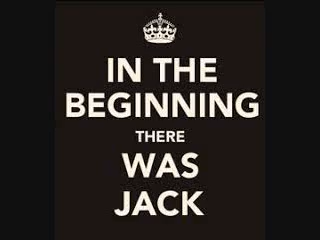 IN THE
BEGINNING
THERE
WAS
JACK